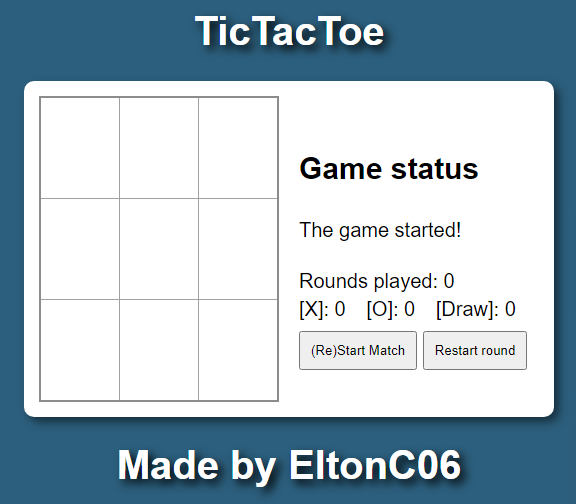 TicTacToe
Game status
The game started!
Rounds played: 0
[X]: 0 [O]: 0 [Draw]: 0
(Re)Start Match Restart round
Made by EltonC06